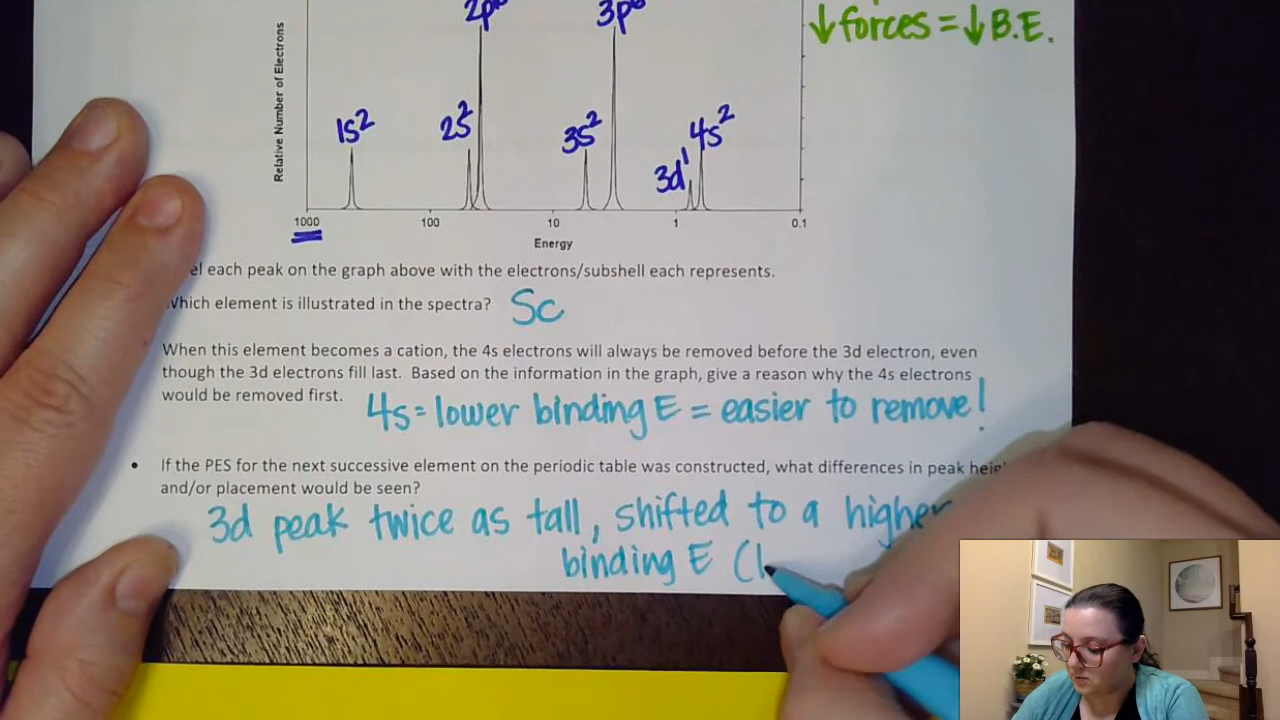 2p
3p
↓forces = ↓B.E.
Relative Number of Electrons
1s²
2s²
3s²
3d¹
4s²
1000
100
10
1
0.1
Energy
each peak on the graph above with the electrons/subshell each represents.
Which element is illustrated in the spectra? Sc
When this element becomes a cation, the 4s electrons will always be removed before the 3d electron, even
though the 3d electrons fill last. Based on the information in the graph, give a reason why the 4s electrons
would be removed first. 4s = lower binding E = easier to remove!
• If the PES for the next successive element on the periodic table was constructed, what differences in peak
and/or placement would be seen?
3d peak twice as tall, shifted to a higher
binding E (